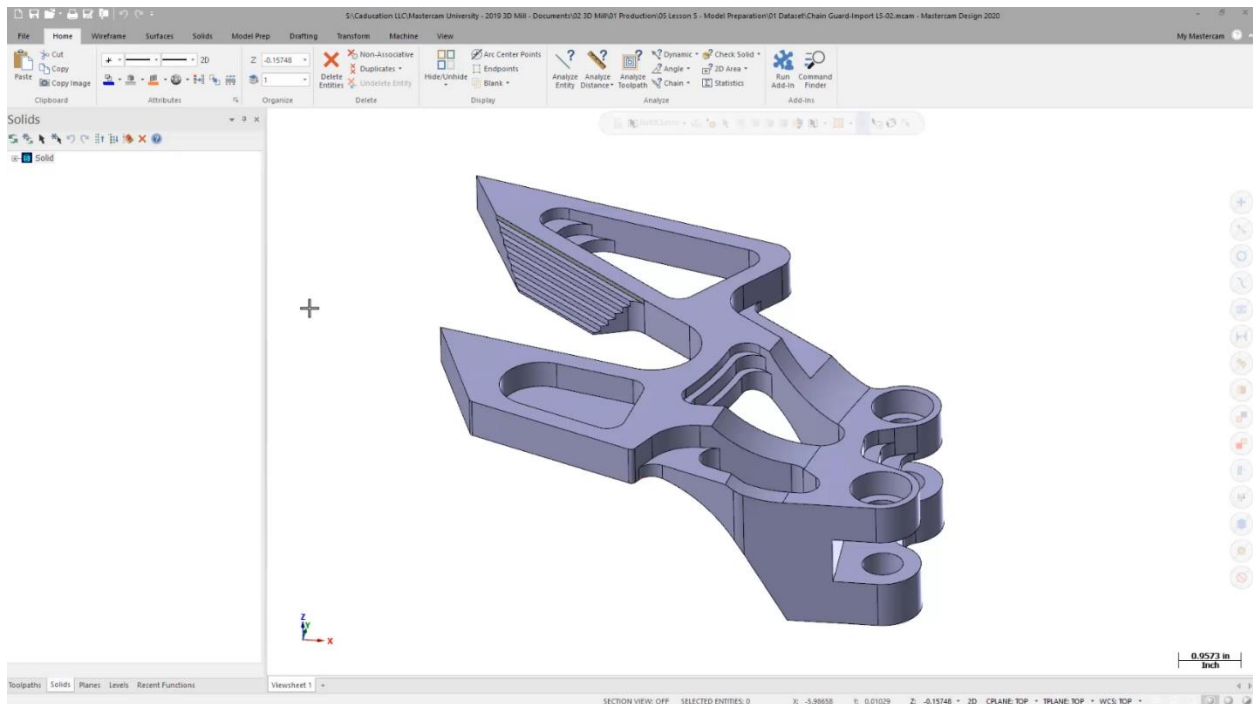 S:\Caducation LLC\Mastercam University - 2019 3D Mill - Documents\02 3D Mill\01 Production\05 Lesson 5 - Model Preparation\01 Dataset\Chain Guard-Import L5-02.mcam - Mastercam Design 2020
File Home Wireframe Surfaces Solids Model Prep Drafting Transform Machine View My Mastercam
Paste Cut Copy Copy Image
2D Z -0.15748
1
Delete Entities Non-Associative Duplicates Undelete Entity
Hide/Unhide Arc Center Points Endpoints Blank
Analyze Entity Analyze Distance Analyze Toolpath Dynamic Angle Chain Check Solid 2D Area Statistics
Run Add-In Command Finder
Clipboard Attributes Organize Delete Display Analyze Add-Ins
Solids
Solid
Z
Y
X
0.9573 in
Inch
Toolpaths Solids Planes Levels Recent Functions Viewsheet 1 +
SECTION VIEW: OFF SELECTED ENTITIES: 0 X: -5.98658 Y: 0.01029 Z: -0.15748 2D CPLANE: TOP TPLANE: TOP WCS: TOP